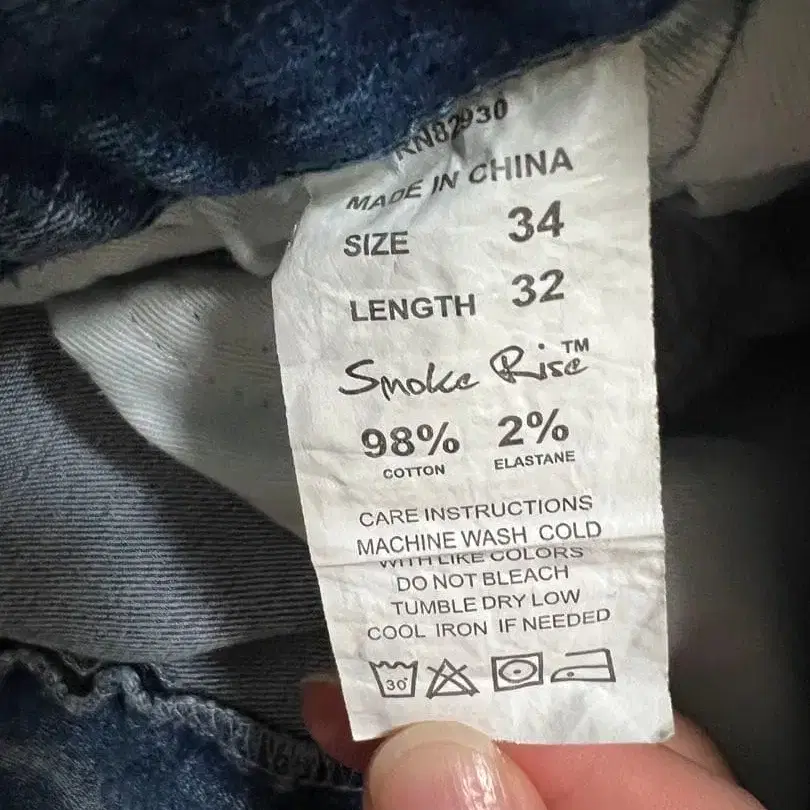 RN82930
MADE IN CHINA
SIZE 34
LENGTH 32
Smoke Rise™
98% 2%
COTTON ELASTANE
CARE INSTRUCTIONS
MACHINE WASH COLD
WITH LIKE COLORS
DO NOT BLEACH
TUMBLE DRY LOW
COOL IRON IF NEEDED
30°